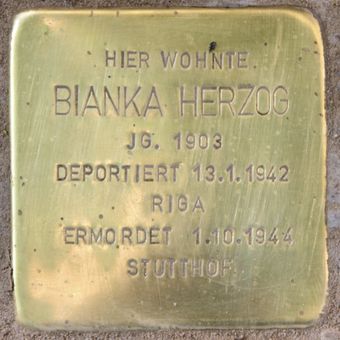 HIER WOHNTE
BIANKA HERZOG
JG. 1903
DEPORTIERT 13.1.1942
RIGA
ERMORDET 1.10.1944
STUTTHOF